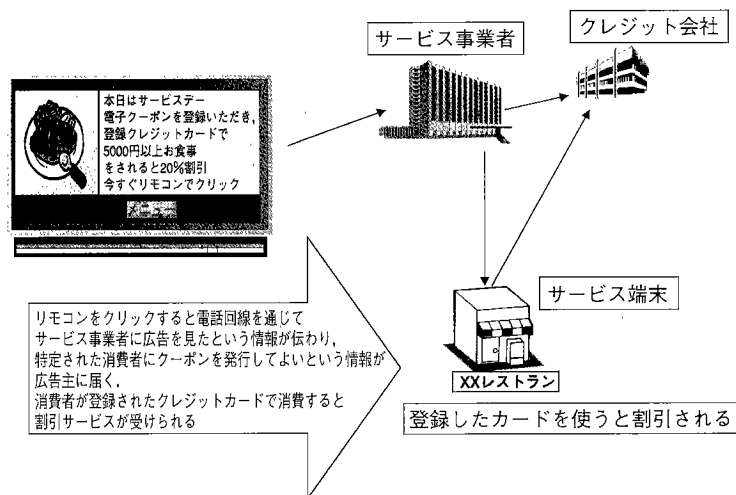 サービス事業者
クレジット会社
本日はサービスデー
電子クーポンを登録いただき，
登録クレジットカードで
5000円以上お食事
をされると20%割引
今すぐリモコンでクリック
メニュー
サービス端末
XXレストラン
リモコンをクリックすると電話回線を通じて
サービス事業者に広告を見たという情報が伝わり，
特定された消費者にクーポンを発行してよいという情報が
広告主に届く．
消費者が登録されたクレジットカードで消費すると
割引サービスが受けられる
登録したカードを使うと割引される